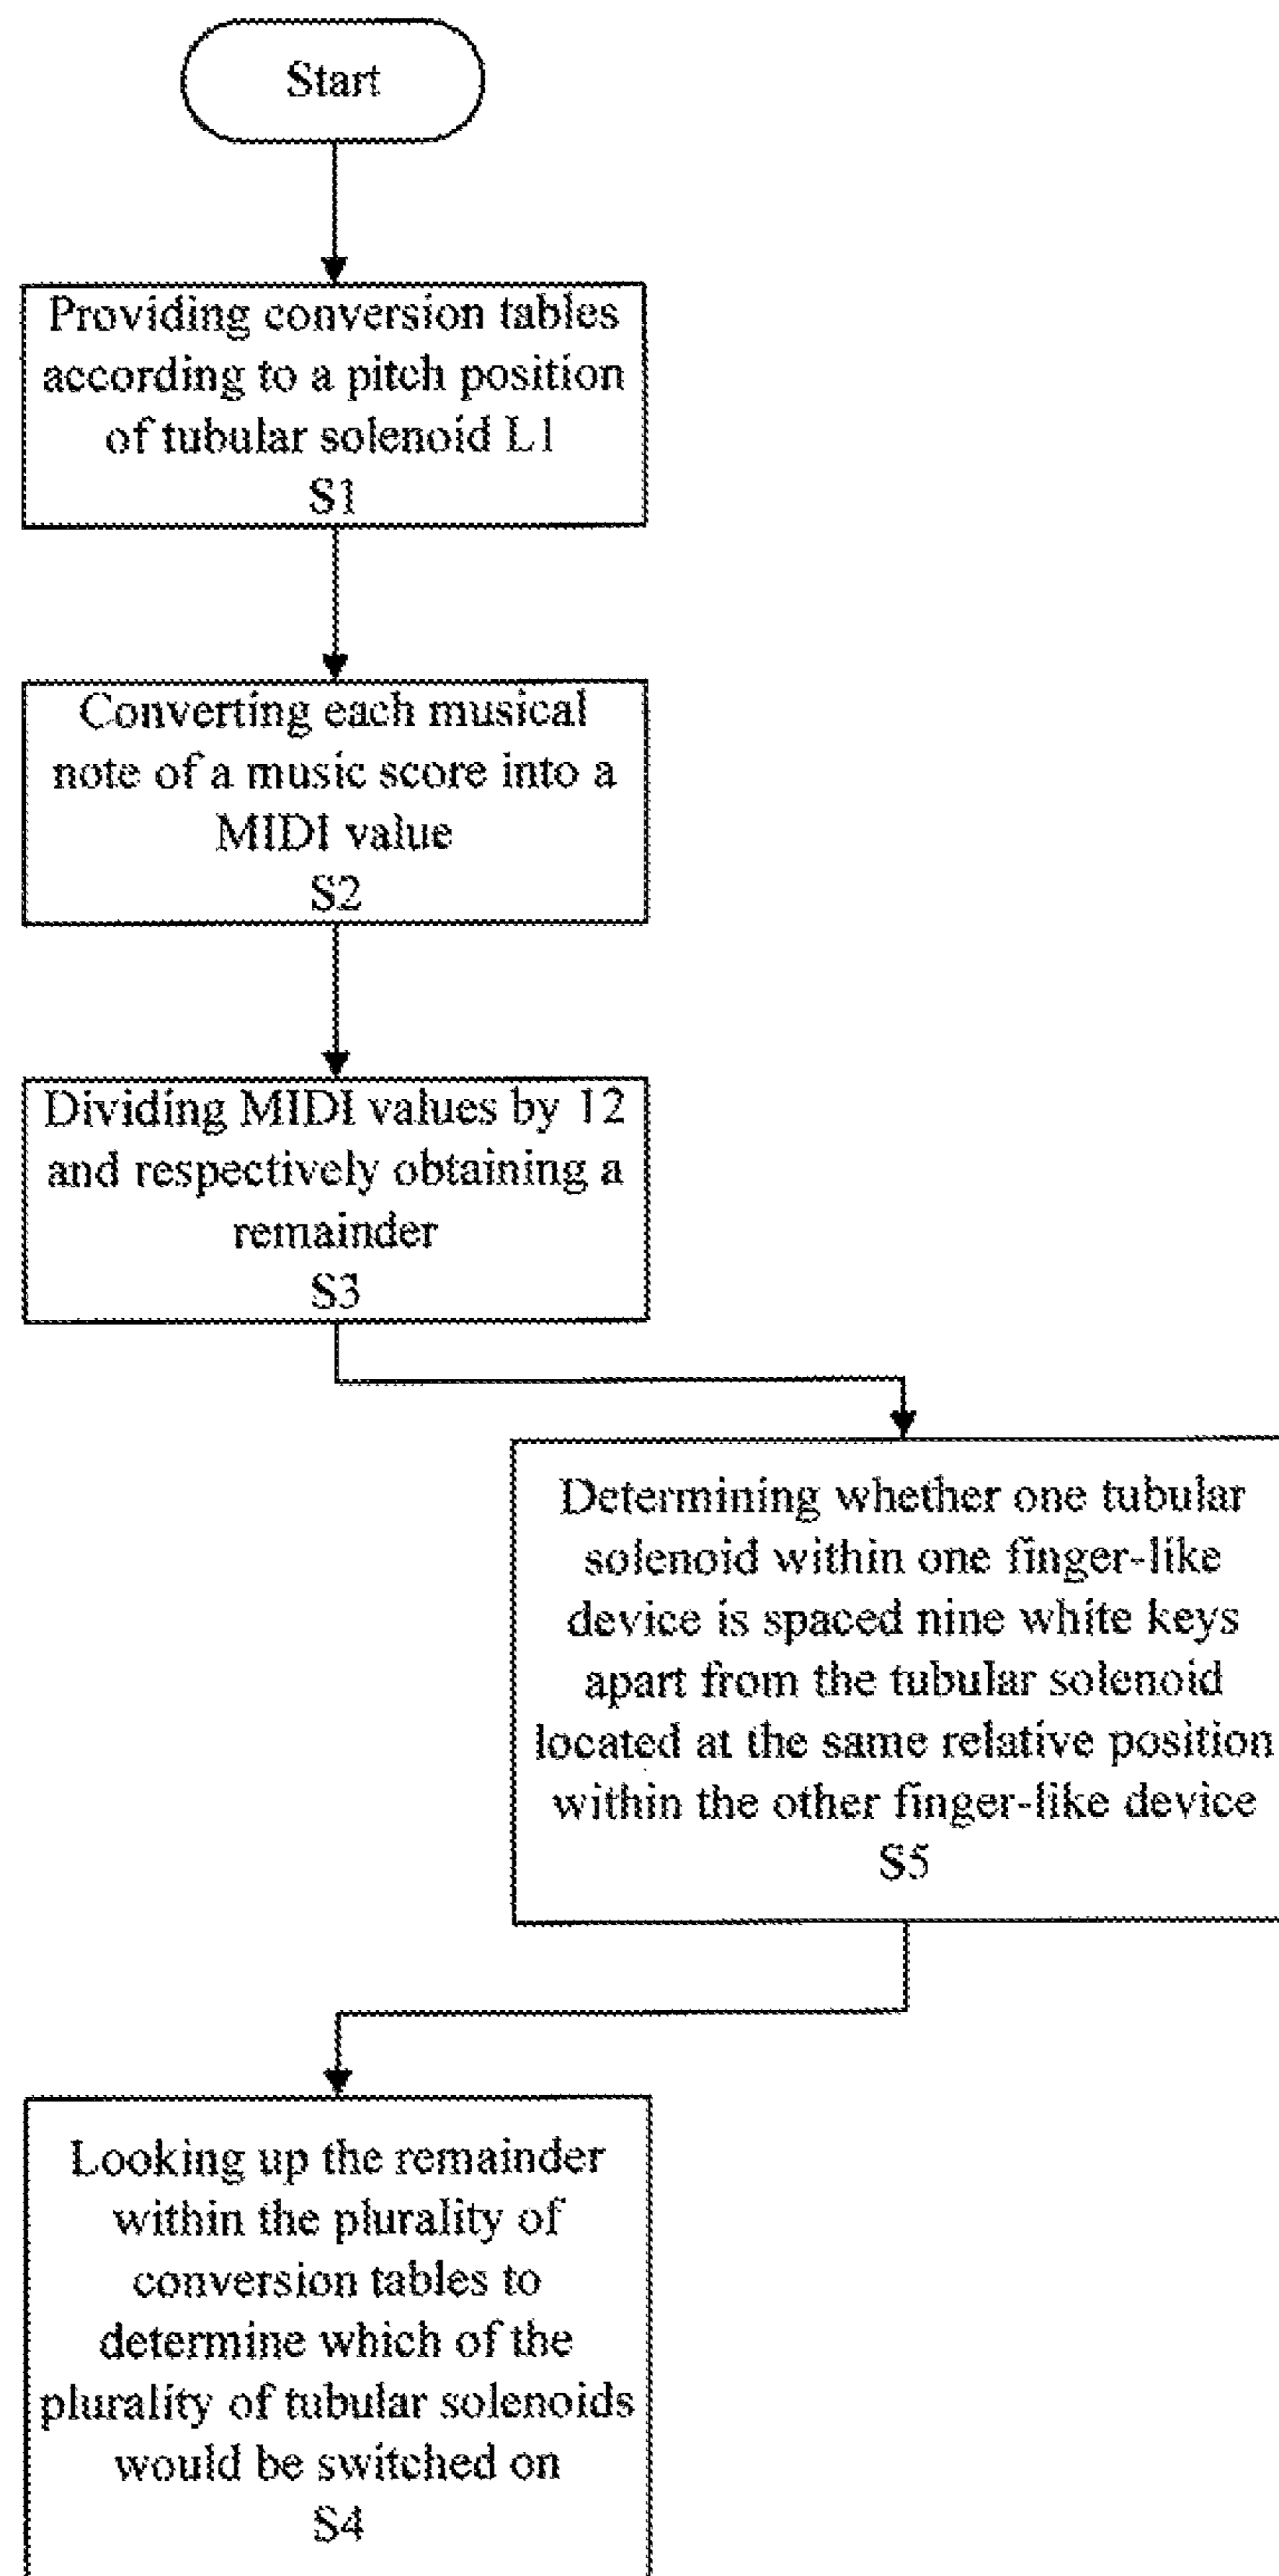 Start
Providing conversion tables
according to a pitch position
of tubular solenoid L1
S1
Converting each musical
note of a music score into a
MIDI value
S2
Dividing MIDI values by 12
and respectively obtaining a
remainder
S3
Determining whether one tubular
solenoid within one finger-like
device is spaced nine white keys
apart from the tubular solenoid
located at the same relative position
within the other finger-like device
S5
Looking up the remainder
within the plurality of
conversion tables to
determine which of the
plurality of tubular solenoids
would be switched on
S4